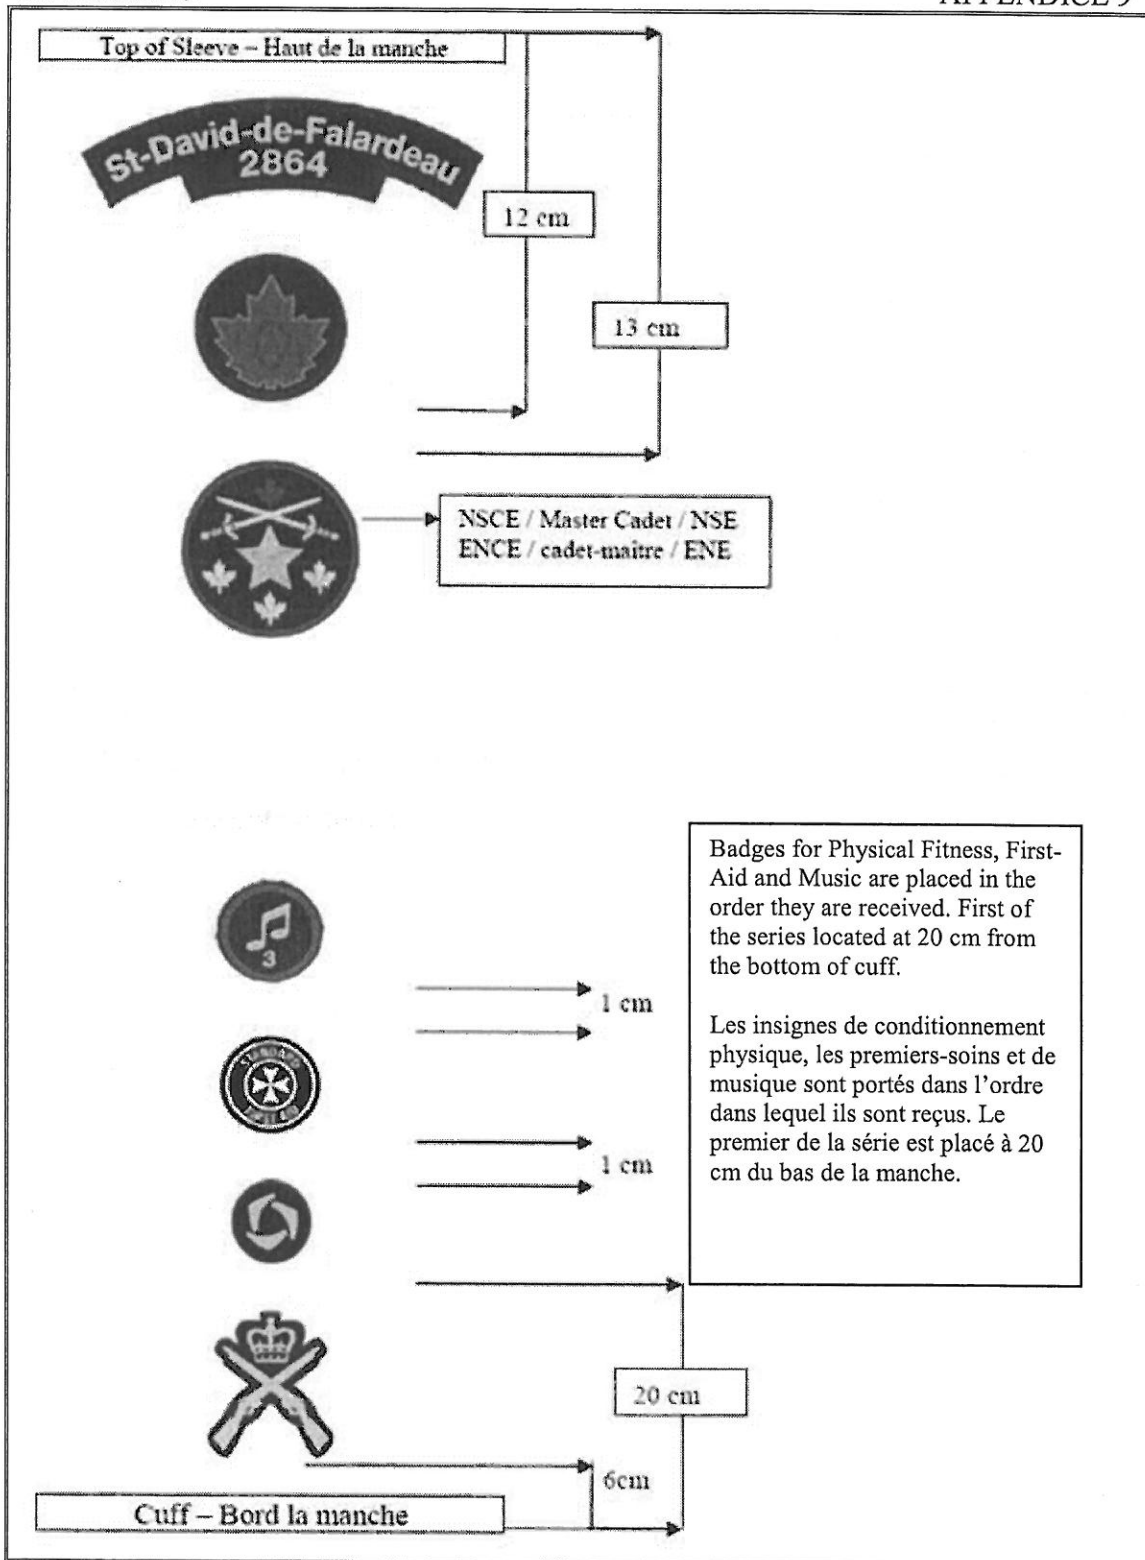 APPENDICE 9
Top of Sleeve – Haut de la manche
St-David-de-Falardeau
2864
12 cm
13 cm
NSCE / Master Cadet / NSE
ENCE / cadet-maître / ENE
Badges for Physical Fitness, First-
Aid and Music are placed in the
order they are received. First of
the series located at 20 cm from
the bottom of cuff.
Les insignes de conditionnement
physique, les premiers-soins et de
musique sont portés dans l'ordre
dans lequel ils sont reçus. Le
premier de la série est placé à 20
cm du bas de la manche.
3
1 cm
STANDARD
FIRST AID
1 cm
20 cm
6cm
Cuff – Bord la manche